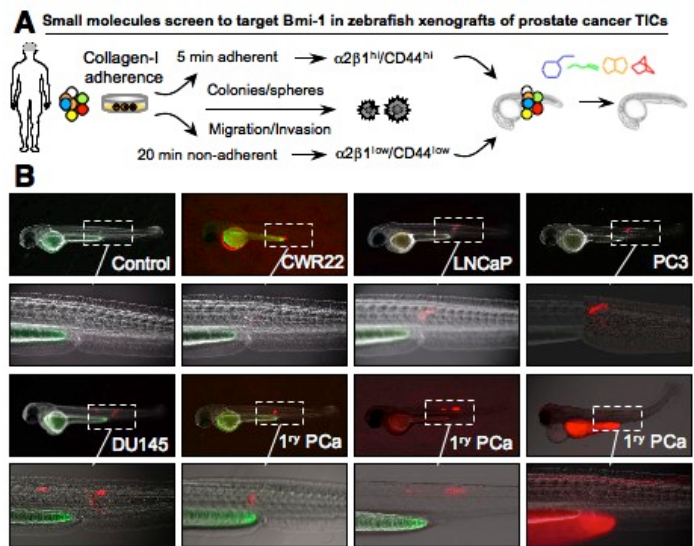 A Small molecules screen to target Bmi-1 in zebrafish xenografts of prostate cancer TICs
Collagen-I
adherence
5 min adherent
α2β1hi/CD44hi
Colonies/spheres
Migration/Invasion
20 min non-adherent
α2β1low/CD44low
B
Control
CWR22
LNCaP
PC3
DU145
1ry PCa
1ry PCa
1ry PCa